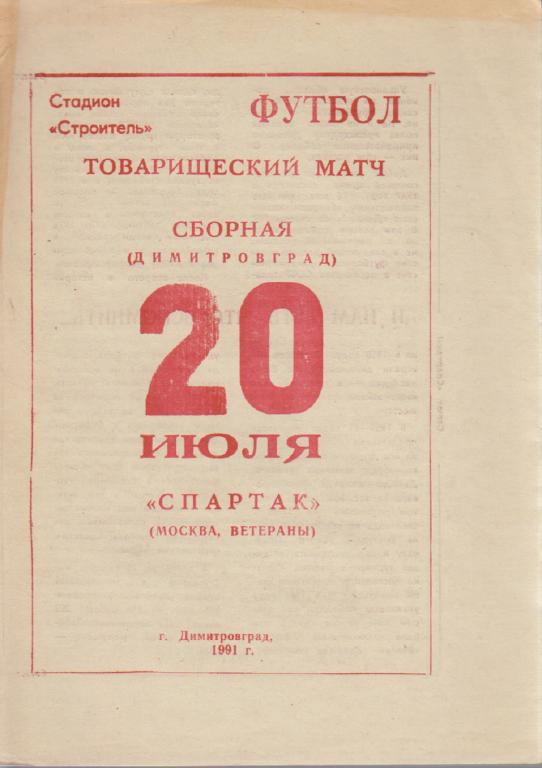 Стадион
«Строитель»
ФУТБОЛ
ТОВАРИЩЕСКИЙ МАТЧ
СБОРНАЯ
(ДИМИТРОВГРАД)
20
ИЮЛЯ
«СПАРТАК»
(МОСКВА, ВЕТЕРАНЫ)
г. Димитровград,
1991 г.